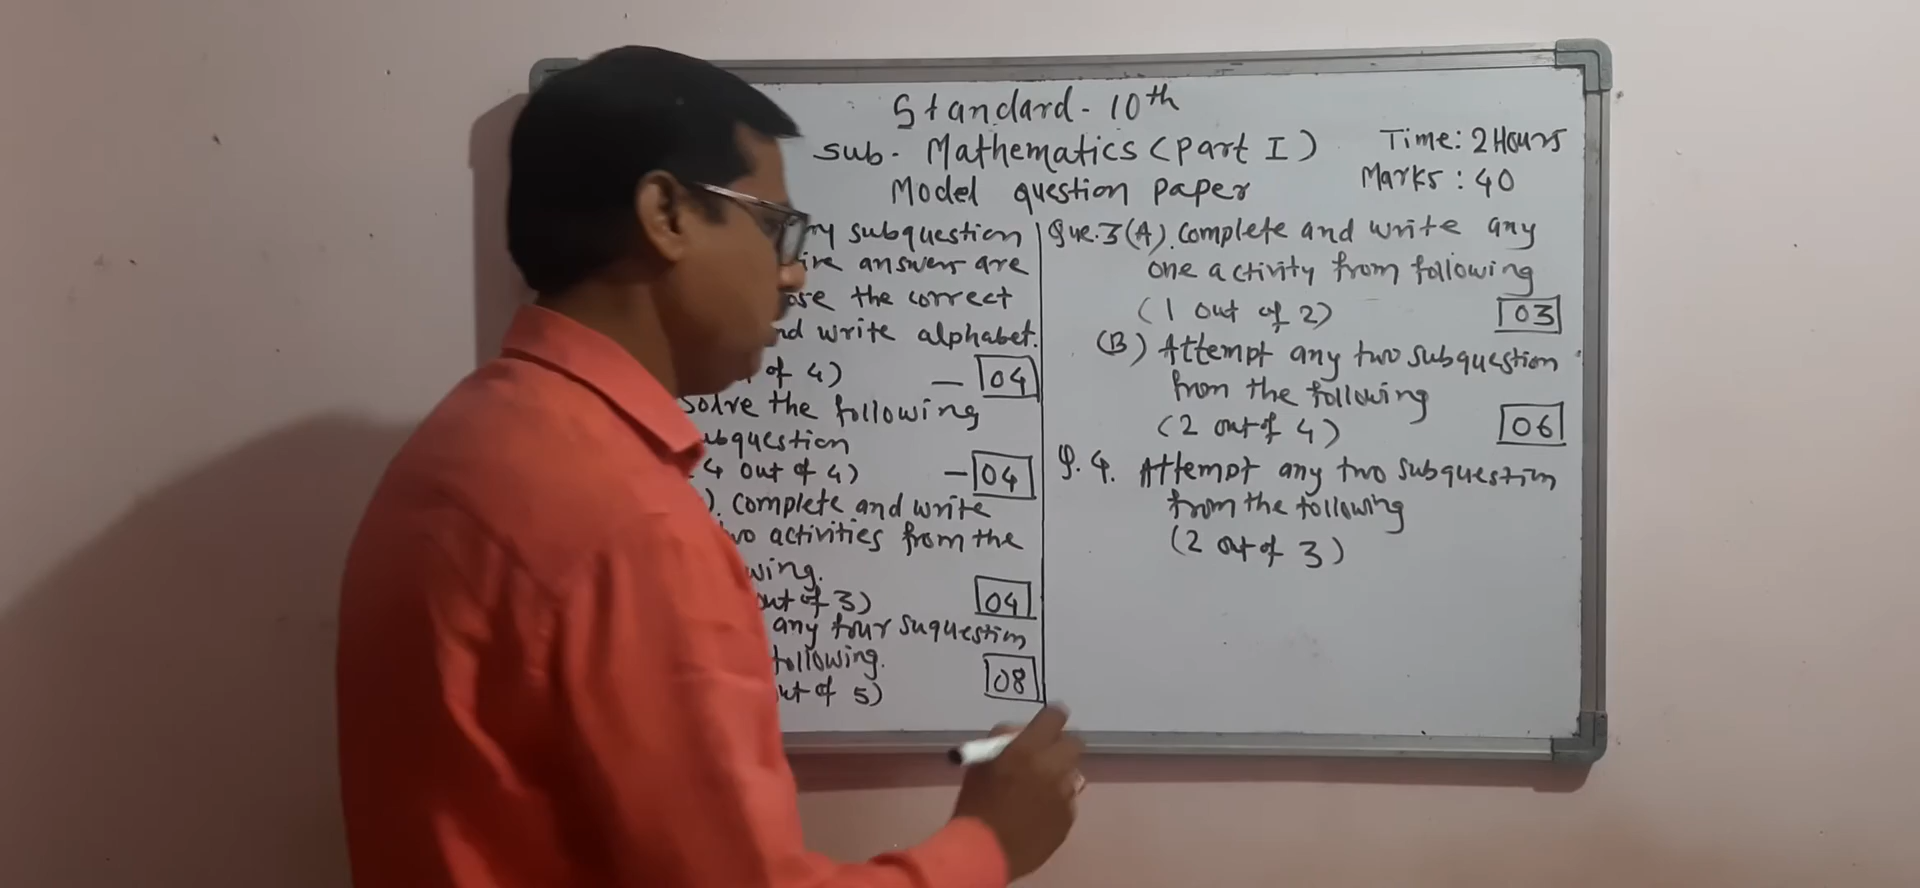 Standard - 10th
Sub - Mathematics (Part I)
Time: 2 Hours
Model question paper
Marks : 40
subquestion
answers are
the correct
write alphabet.
of 4) — 04
Solve the following
4 out of 4) — 04
). complete and write
activities from the
of 3) 04
any four suquestion
following.
of 5) 08
Que. 3 (A). Complete and write any
one activity from following
(1 out of 2) 03
(B) Attempt any two subquestion
from the following
(2 out of 4) 06
Q. 4. Attempt any two subquestion
from the following
(2 out of 3)